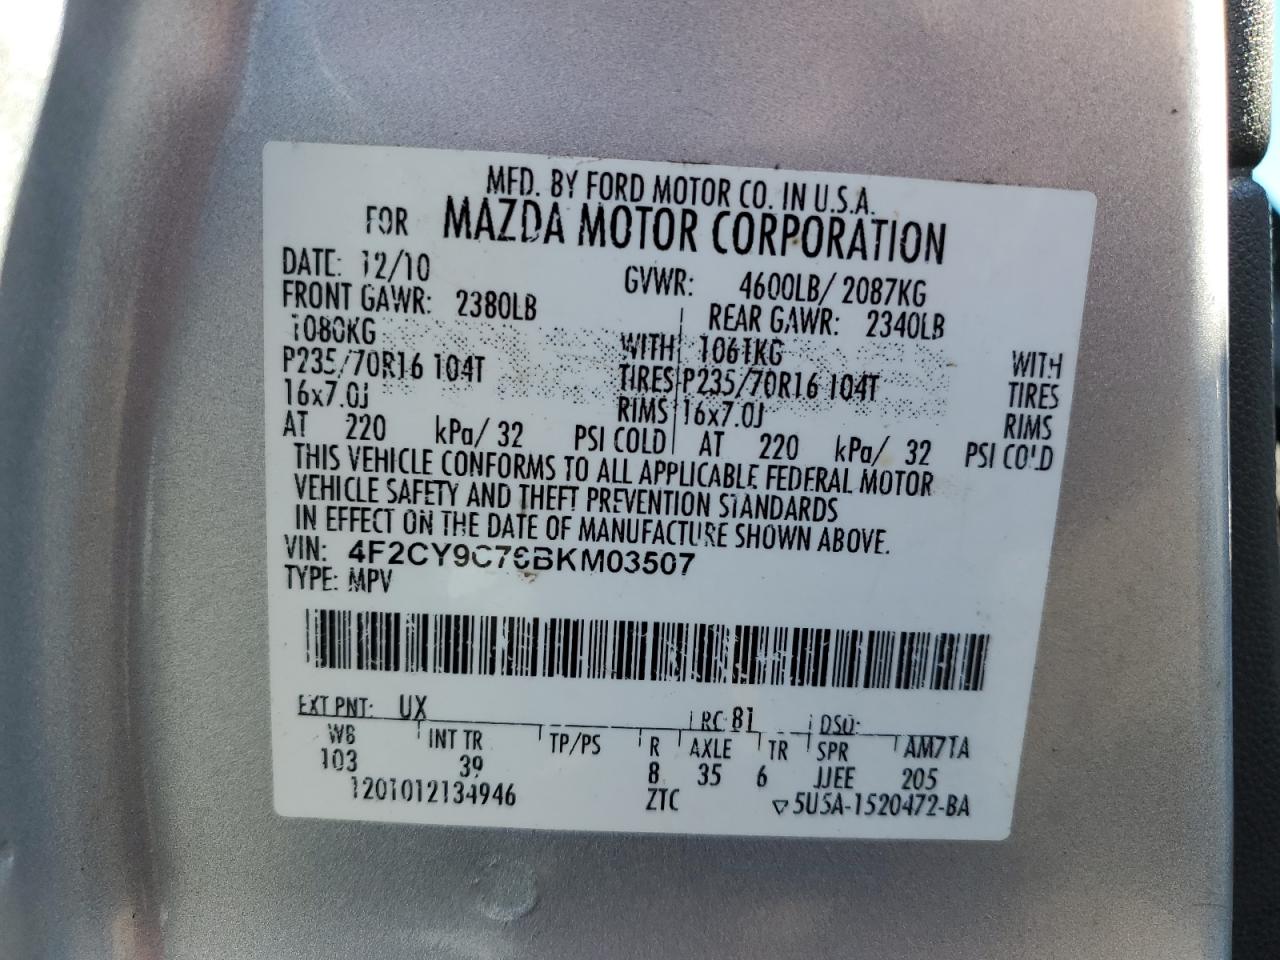 MFD. BY FORD MOTOR CO. IN U.S.A.
FOR MAZDA MOTOR CORPORATION
DATE: 12/10 GVWR: 4600LB/ 2087KG
FRONT GAWR: 2380LB REAR GAWR: 2340LB
1080KG WITH 1061KG WITH
P235/70R16 104T TIRES P235/70R16 104T TIRES
16x7.0J RIMS 16x7.0J RIMS
AT 220 kPa/ 32 PSI COLD AT 220 kPa/ 32 PSI COLD
THIS VEHICLE CONFORMS TO ALL APPLICABLE FEDERAL MOTOR
VEHICLE SAFETY AND THEFT PREVENTION STANDARDS
IN EFFECT ON THE DATE OF MANUFACTURE SHOWN ABOVE.
VIN:
TYPE: MPV
EXT PNT: UX RC: 81 DSO:
WB INT TR TP/PS R AXLE TR SPR AM7TA
103 39 8 35 6 JJEE 205
1201012134946 ZTC ▽5U5A-1520472-BA